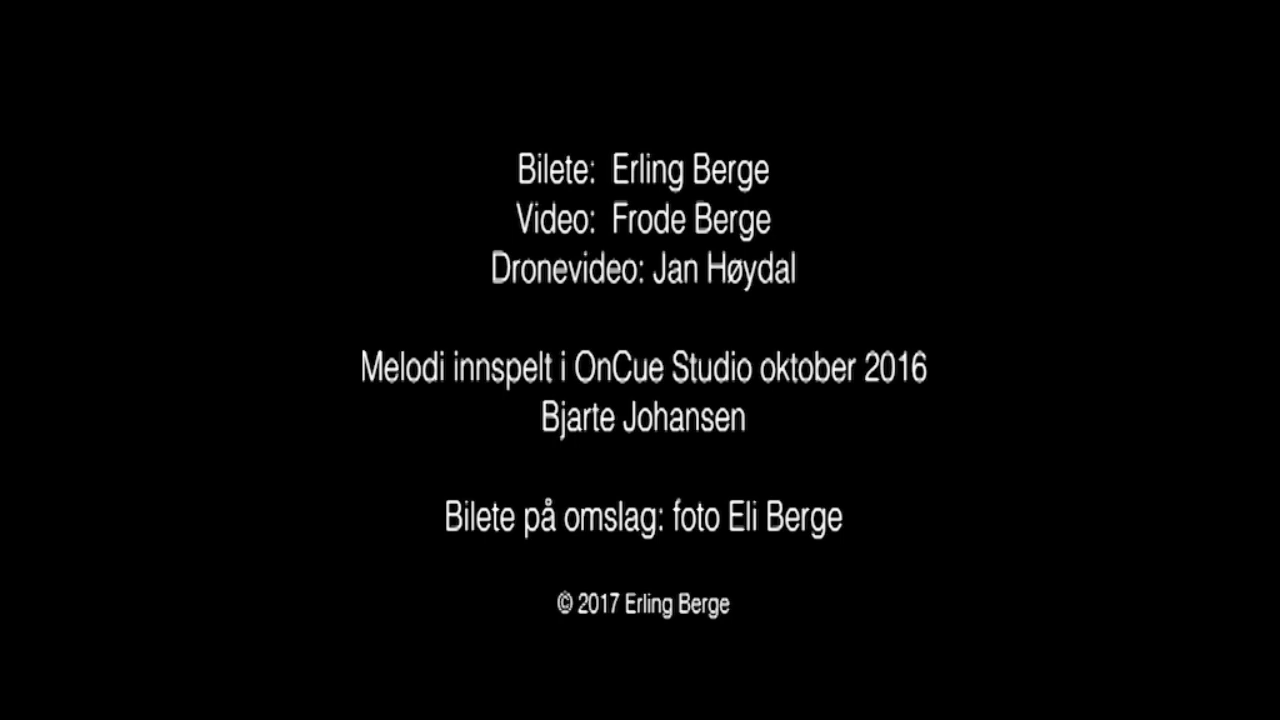 Bilete:  Erling Berge
Video:  Frode Berge
Dronevideo: Jan Høydal
Melodi innspelt i OnCue Studio oktober 2016
Bjarte Johansen
Bilete på omslag: foto Eli Berge
© 2017 Erling Berge